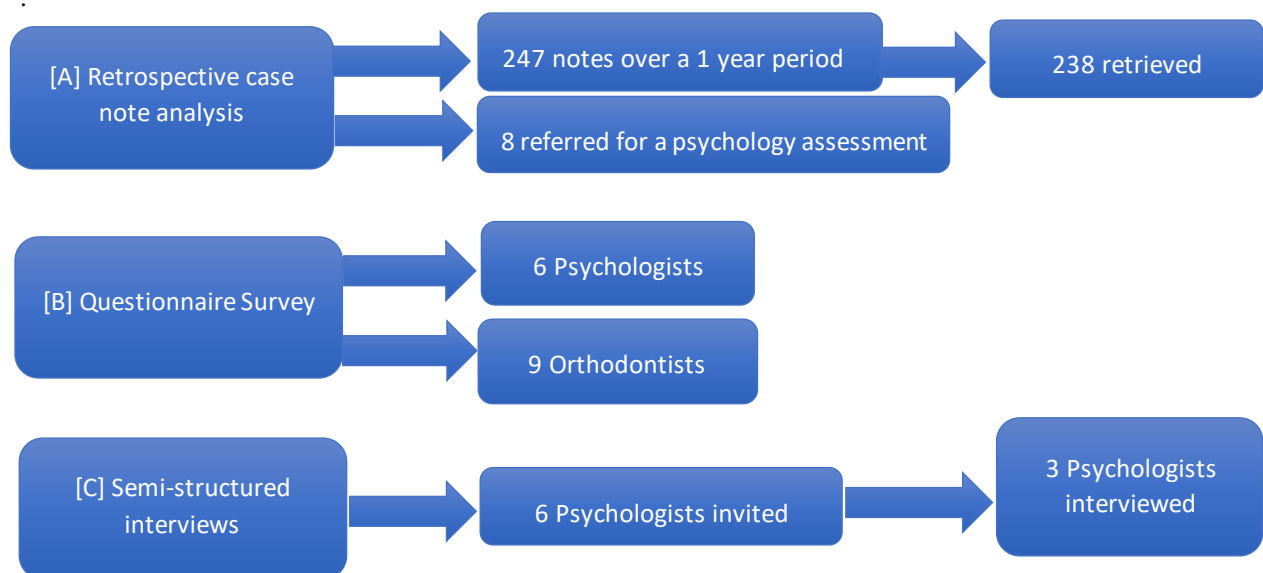 .
[A] Retrospective case
note analysis
247 notes over a 1 year period
238 retrieved
8 referred for a psychology assessment
[B] Questionnaire Survey
6 Psychologists
9 Orthodontists
[C] Semi-structured
interviews
6 Psychologists invited
3 Psychologists
interviewed